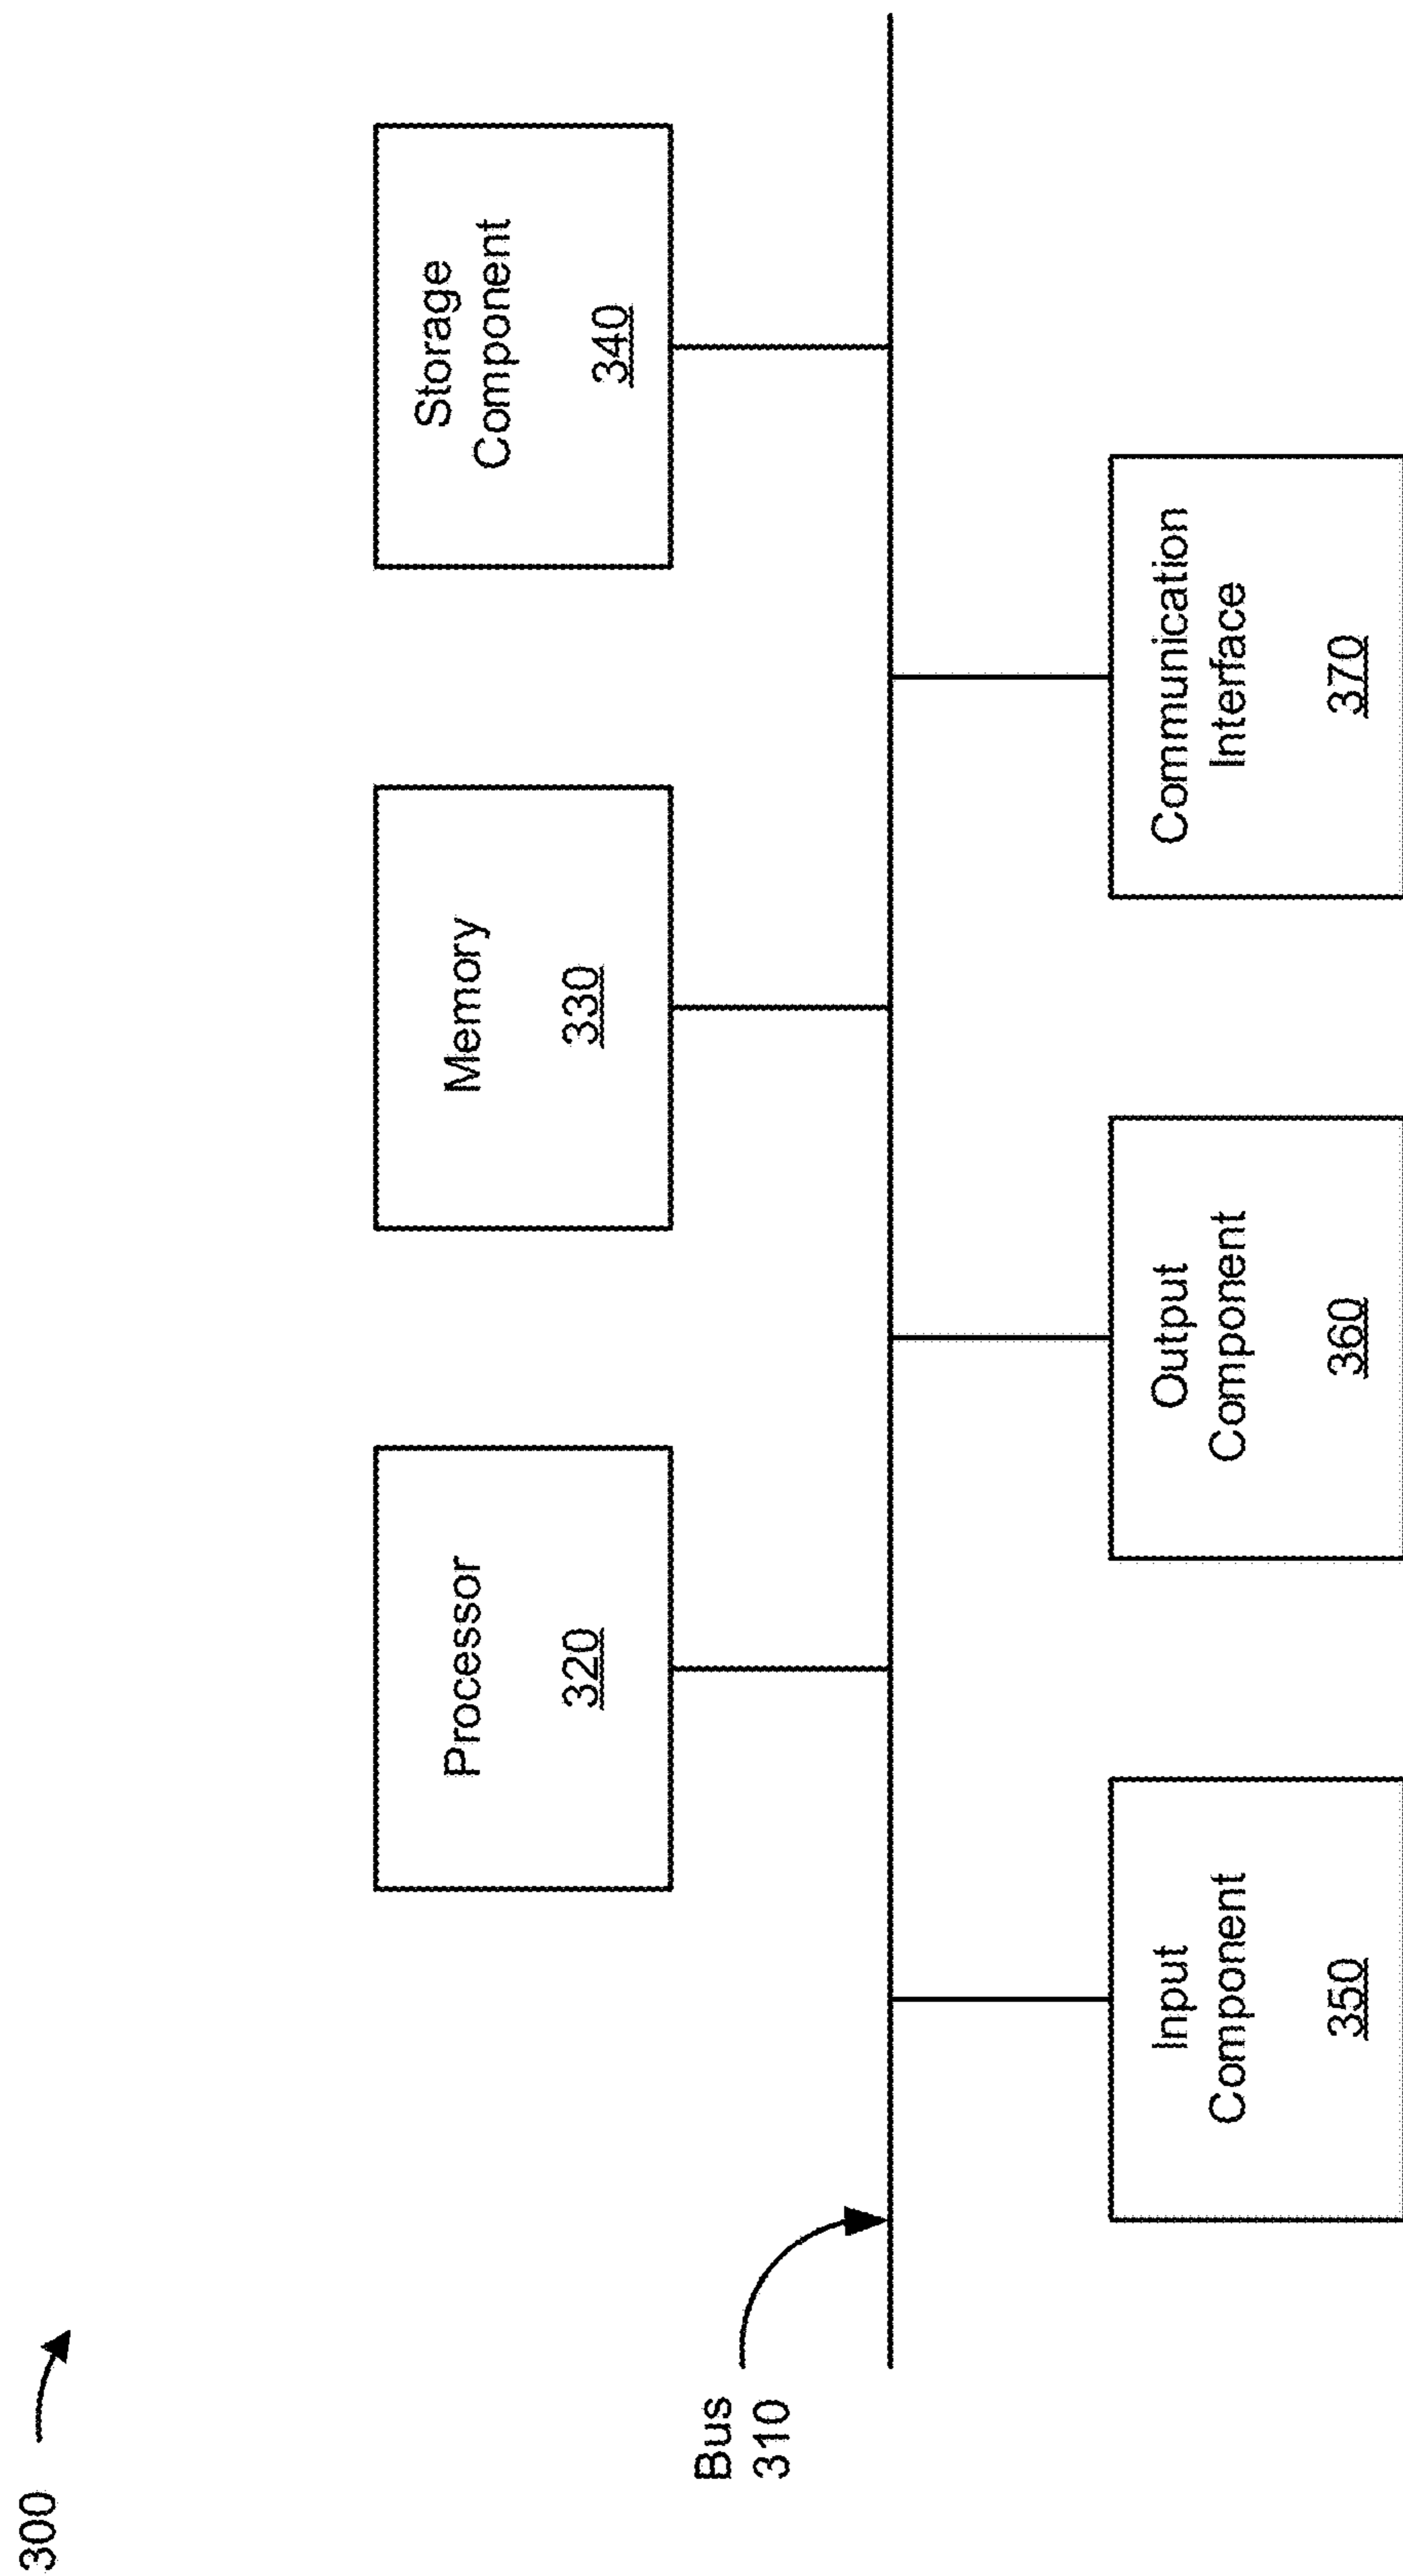 300
Processor
320
Memory
330
Storage
Component
340
Bus
310
Input
Component
350
Output
Component
360
Communication
Interface
370